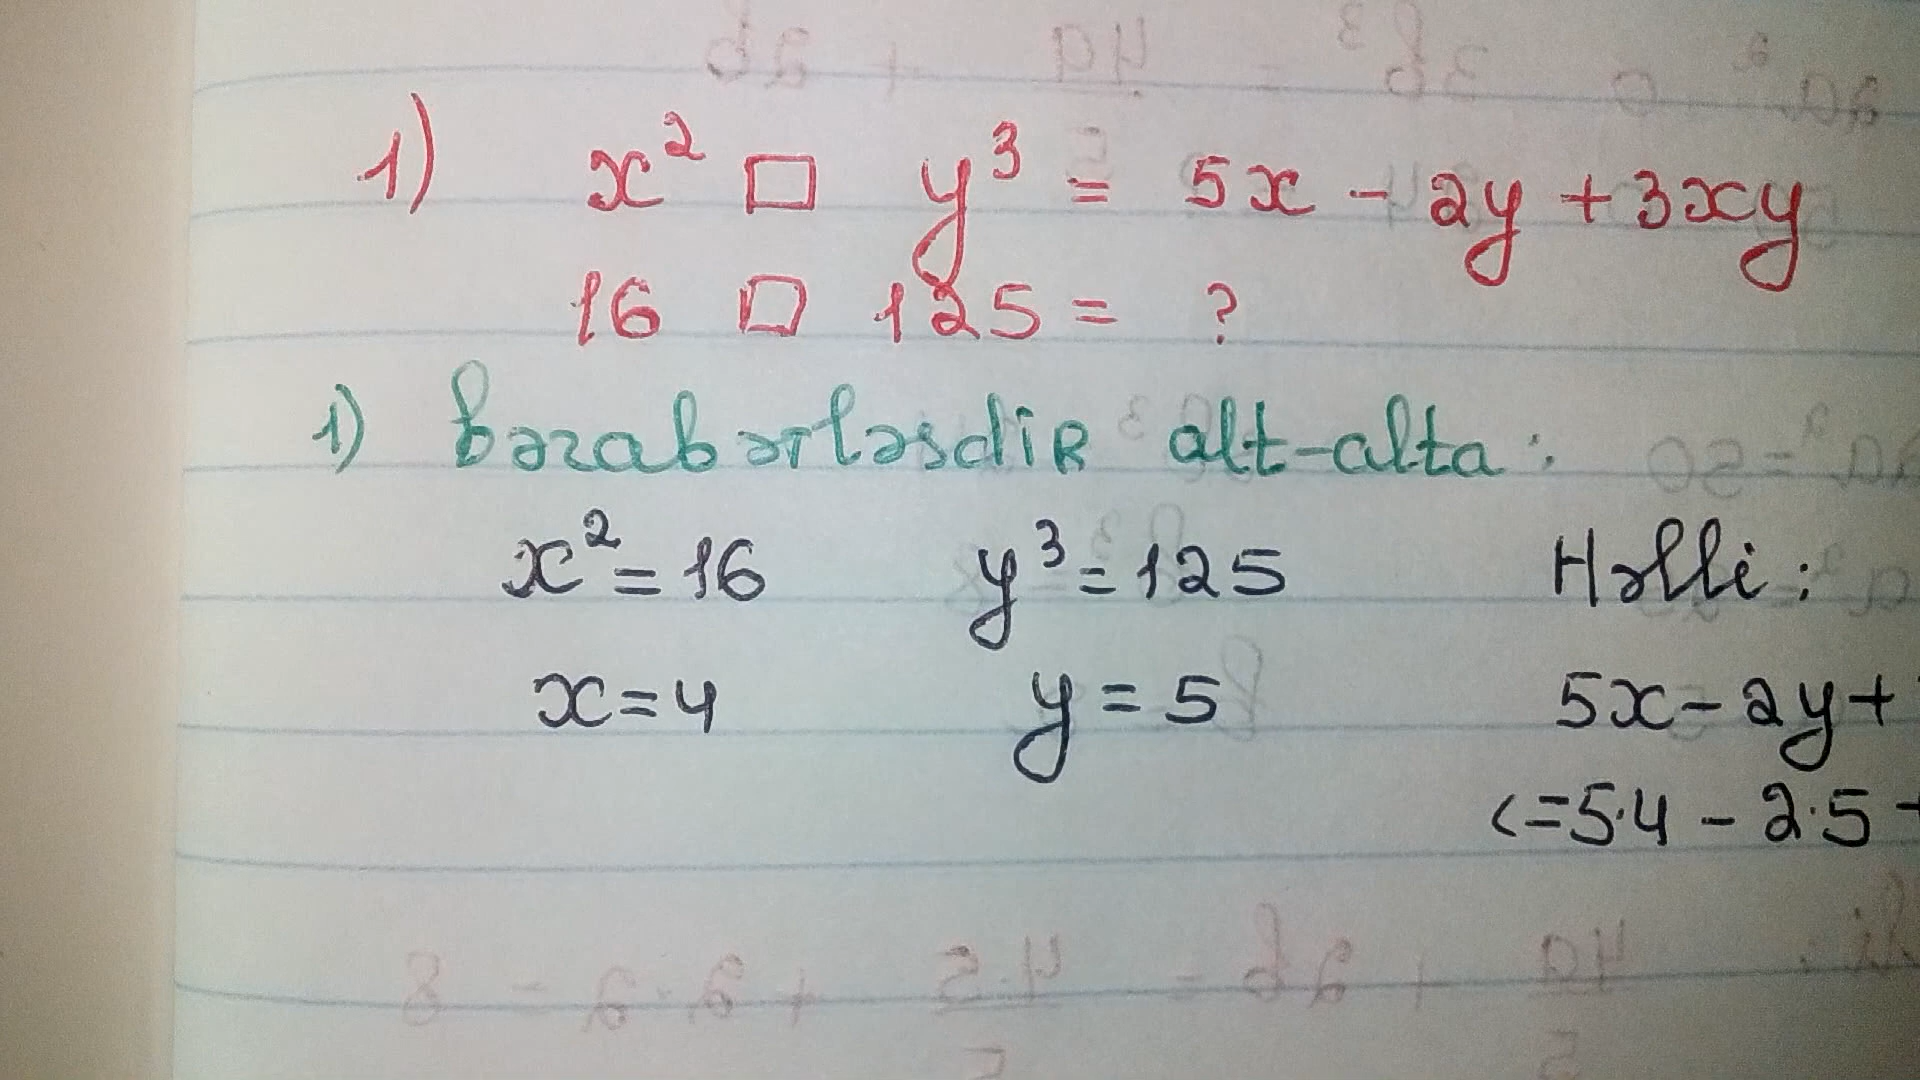 1) x² □ y³ = 5x - 2y + 3xy
16 □ 125 = ?
1) Bərabərləsdir alt-alta :
x² = 16 y³ = 125 Həlli :
x = 4 y = 5 5x - 2y +
<=5·4 - 2·5